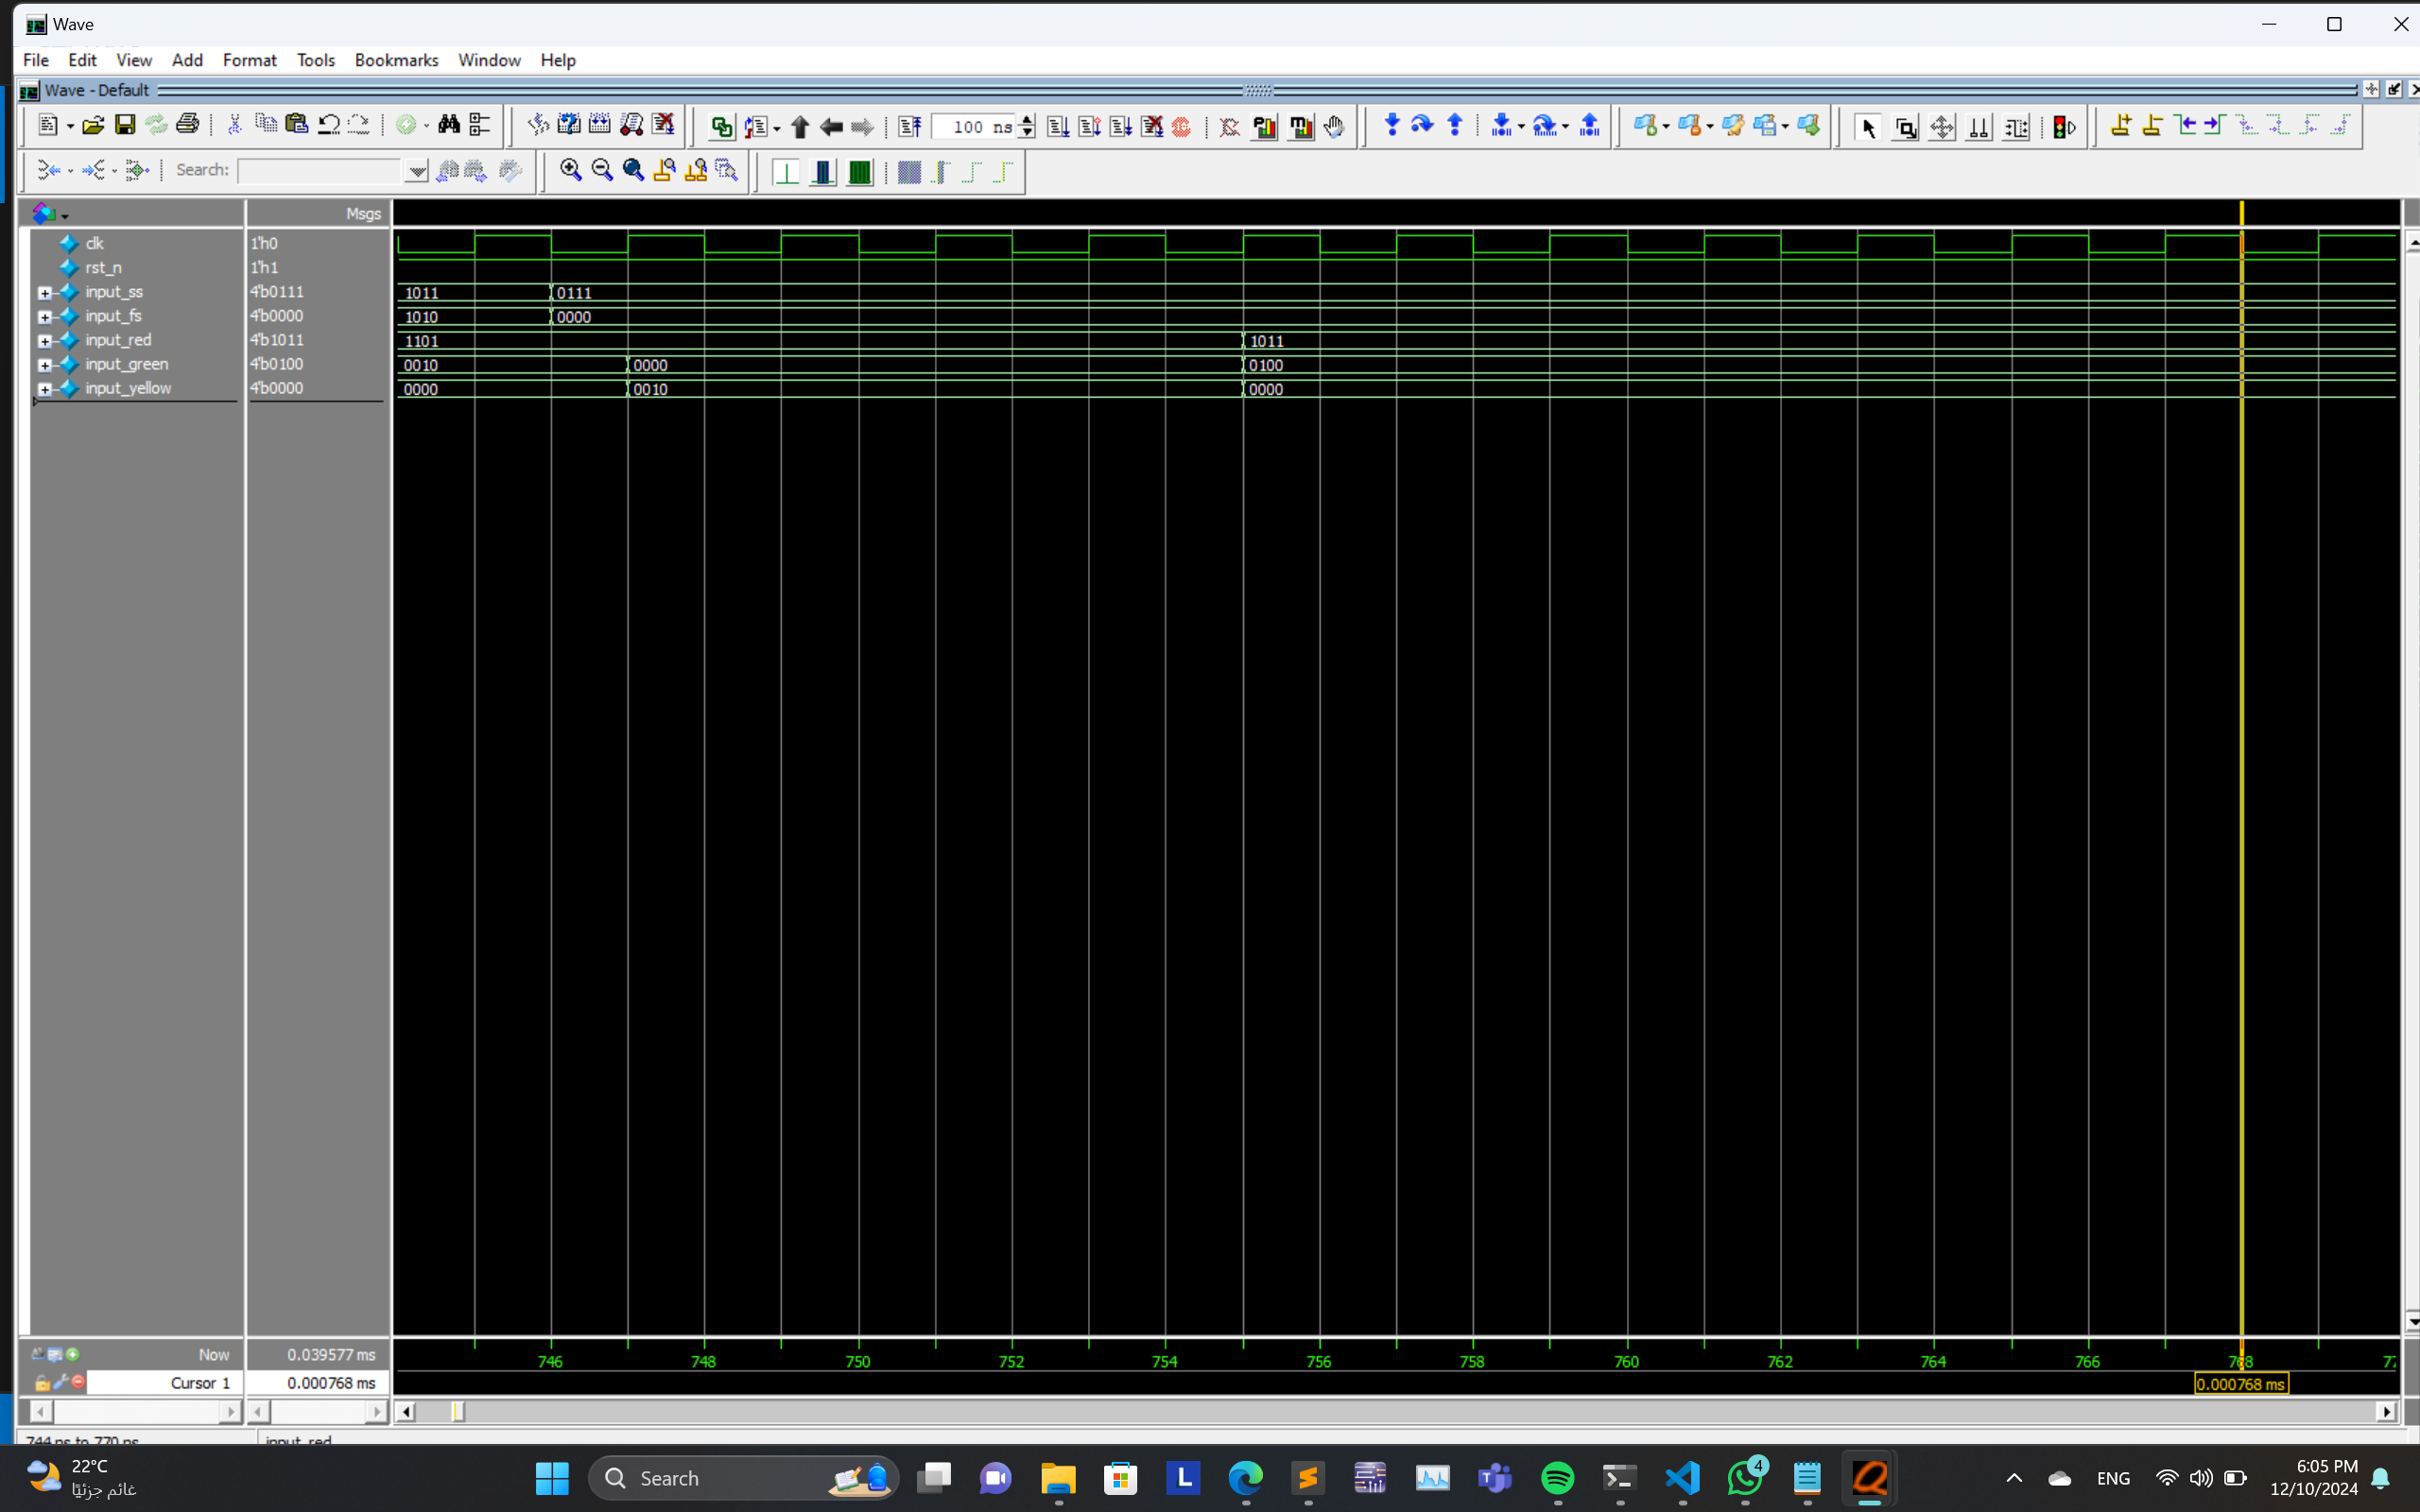 Wave
File Edit View Add Format Tools Bookmarks Window Help
Wave - Default
100 ns
Search:
Msgs
clk 1'h0
rst_n 1'h1
input_ss 4'b0111 1011 0111
input_fs 4'b0000 1010 0000
input_red 4'b1011 1101 1011
input_green 4'b0100 0010 0000 0100
input_yellow 4'b0000 0000 0010 0000
Now 0.039577 ms 746 748 750 752 754 756 758 760 762 764 766 768
Cursor 1 0.000768 ms 0.000768 ms
744 ns to 770 ns input_red
22°C
غائم جزئيًا
Search
L
4
ENG
6:05 PM
12/10/2024